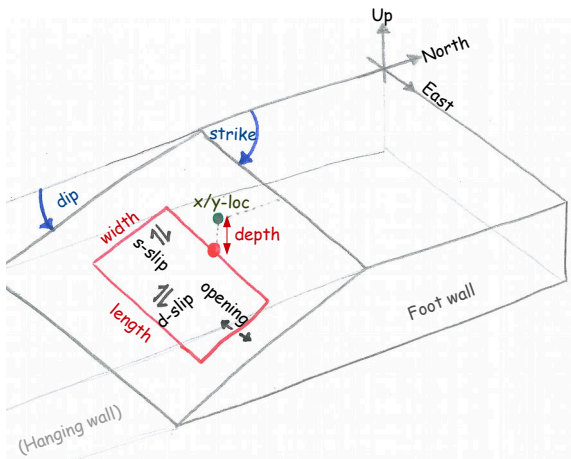 Up
North
East
strike
dip
x/y-loc
width
depth
s-slip
d-slip
opening
length
Foot wall
(Hanging wall)